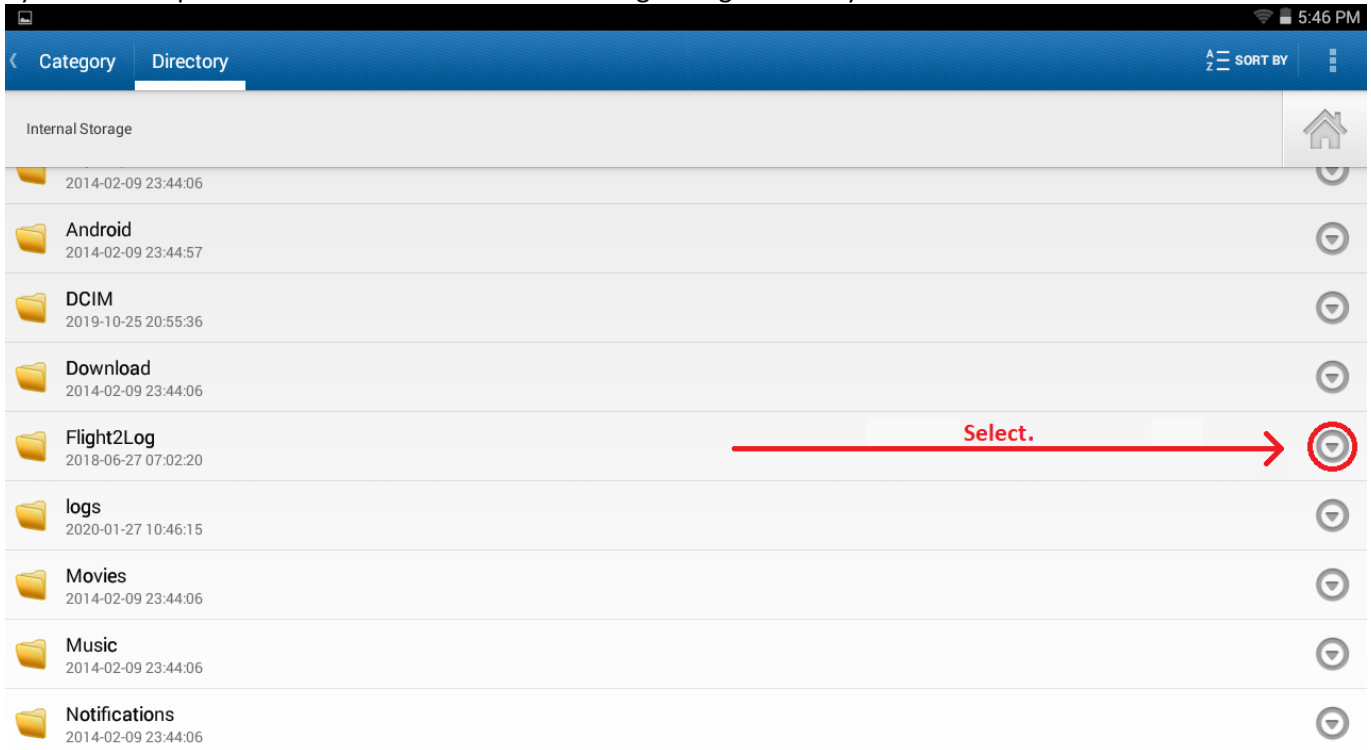 5:46 PM
Category Directory
A
Z SORT BY
Internal Storage
2014-02-09 23:44:06
Android
2014-02-09 23:44:57
DCIM
2019-10-25 20:55:36
Download
2014-02-09 23:44:06
Flight2Log
2018-06-27 07:02:20
Select.
logs
2020-01-27 10:46:15
Movies
2014-02-09 23:44:06
Music
2014-02-09 23:44:06
Notifications
2014-02-09 23:44:06